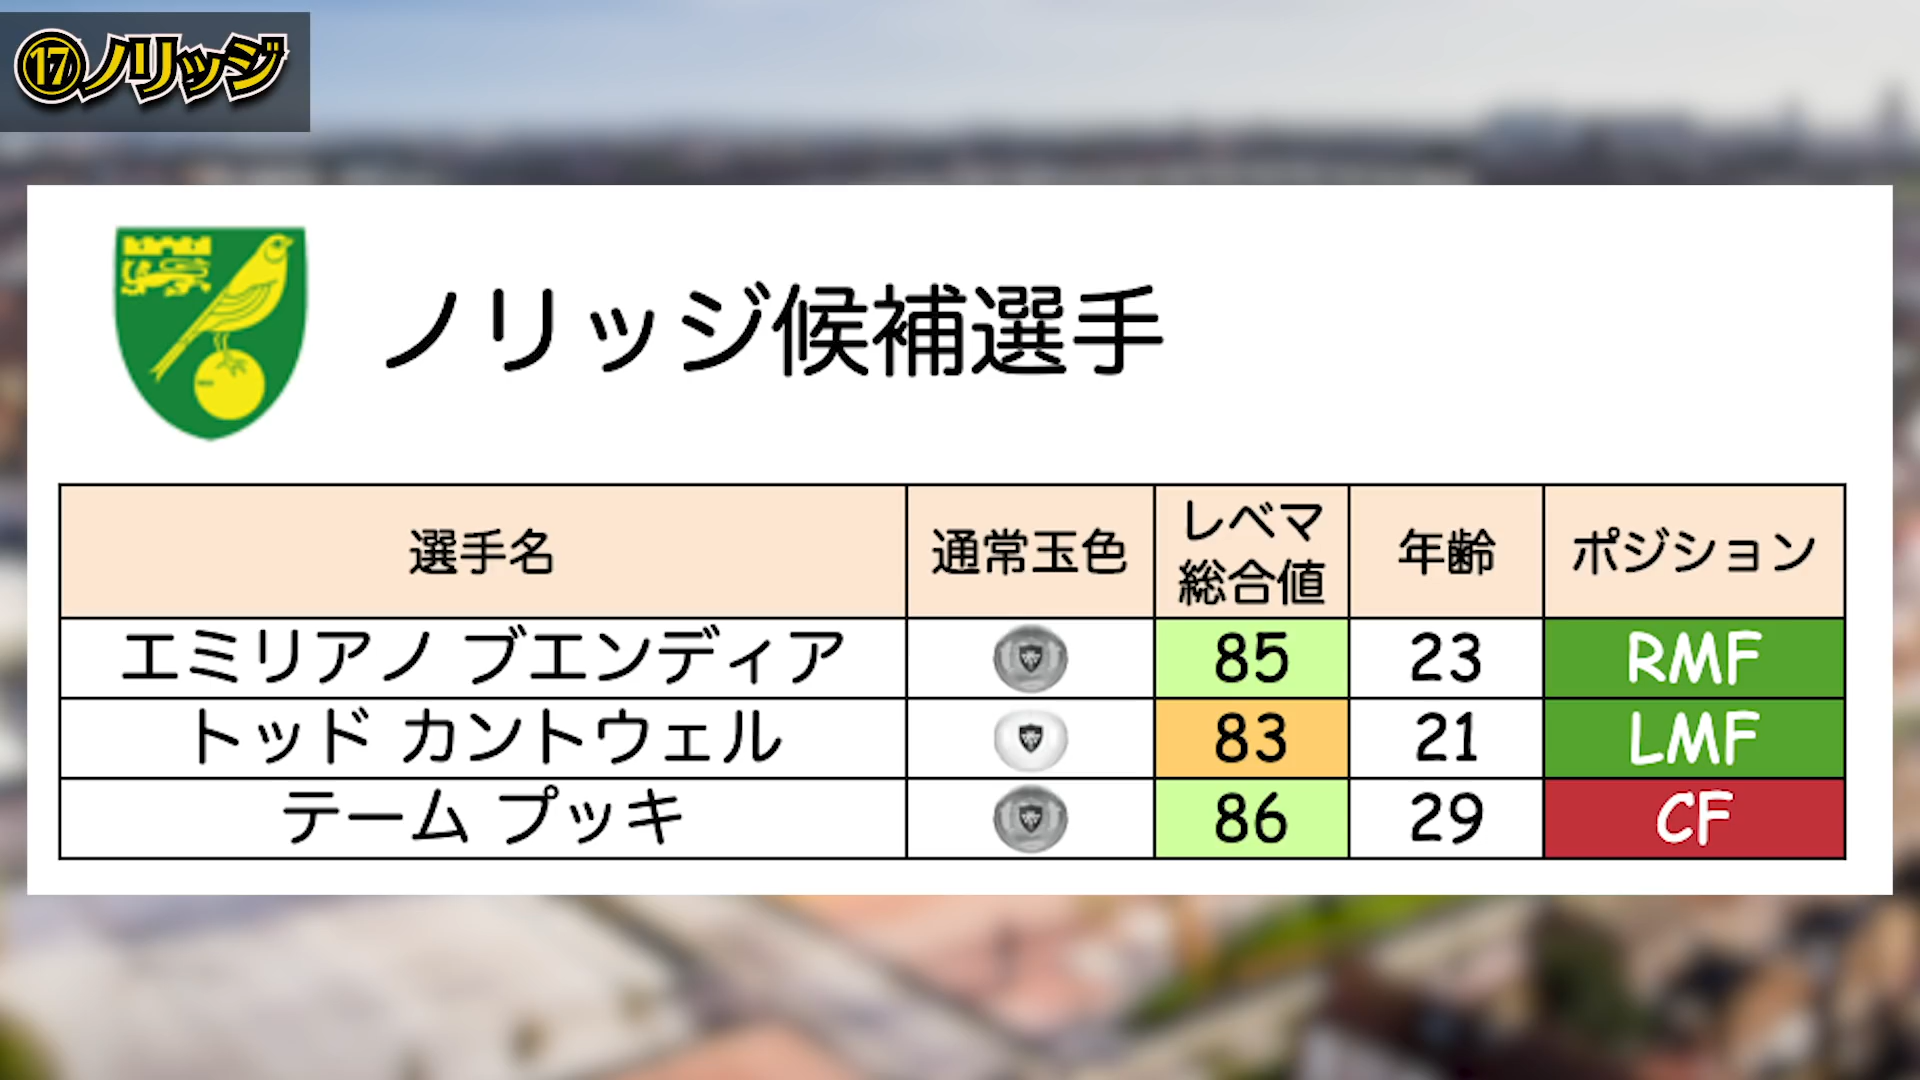 ⑰ノリッジ
ノリッジ候補選手
選手名 通常玉色 レベマ総合値 年齢 ポジション
エミリアノ ブエンディア 85 23 RMF
トッド カントウェル 83 21 LMF
テーム プッキ 86 29 CF